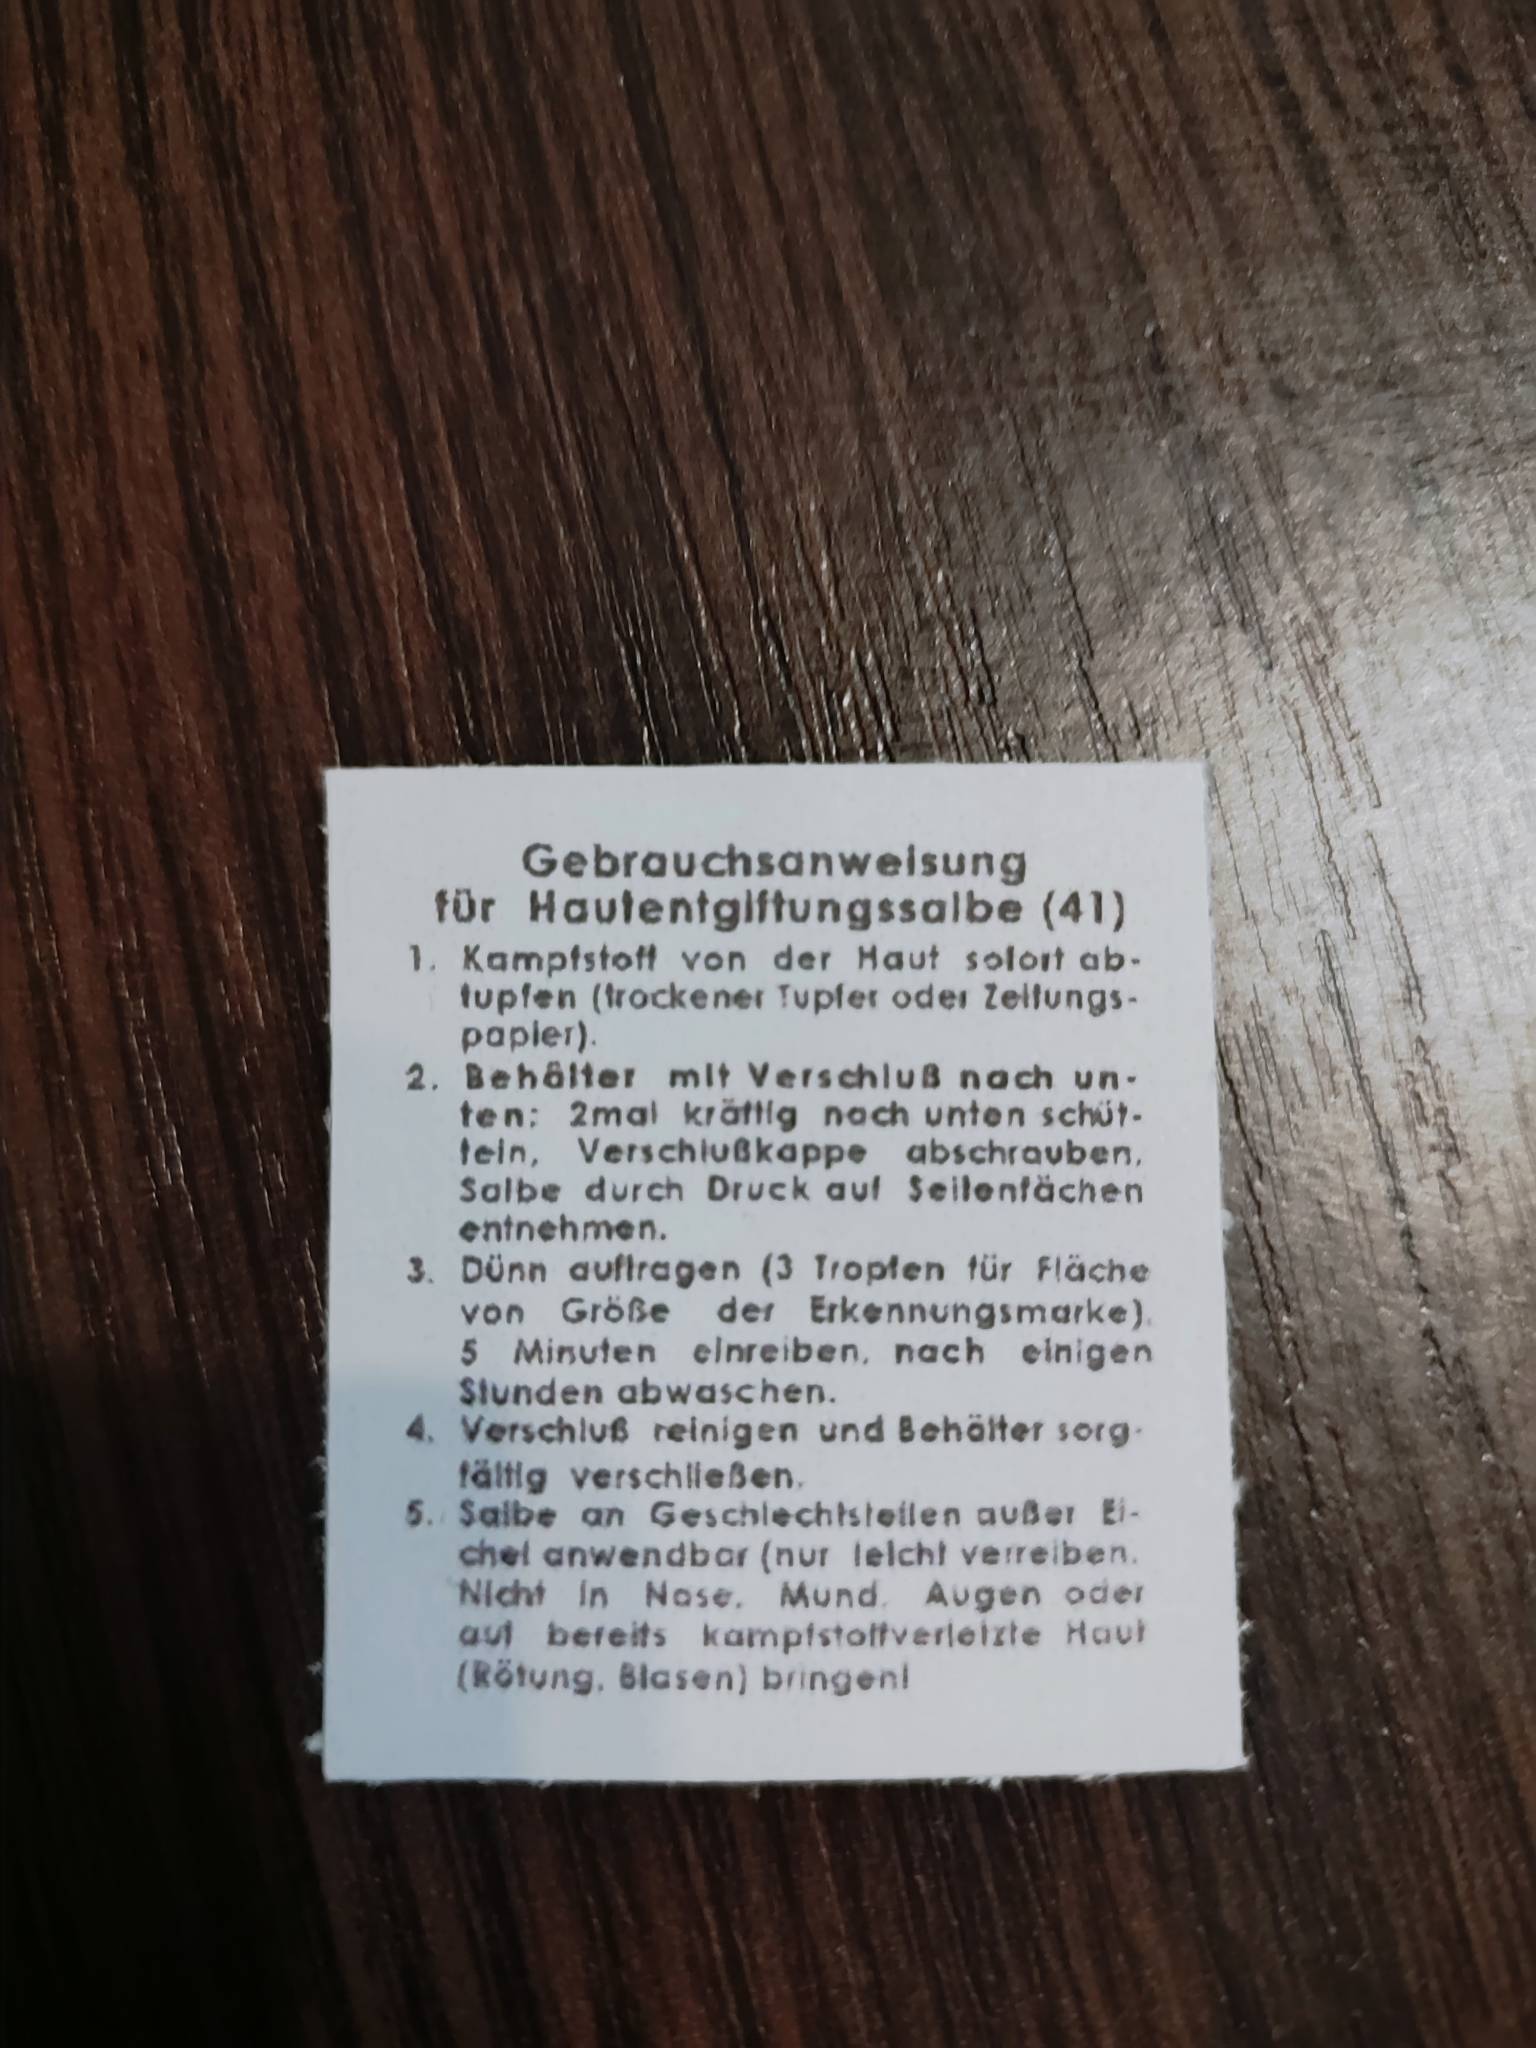 Gebrauchsanweisung
für Hautentgiftungssalbe (41)
1. Kampfstoff von der Haut sofort ab-
tupfen (trockener Tupfer oder Zeitungs-
papier).
2. Behälter mit Verschluß nach un-
ten: 2mal kräftig nach unten schüt-
teln, Verschlußkappe abschrauben.
Salbe durch Druck auf Seitenfächen
entnehmen.
3. Dünn auftragen (3 Tropfen für Fläche
von Größe der Erkennungsmarke).
5 Minuten einreiben, nach einigen
Stunden abwaschen.
4. Verschluß reinigen und Behälter sorg-
fältig verschließen.
5. Salbe an Geschlechtsteilen außer Ei-
chel anwendbar (nur leicht verreiben.
Nicht in Nase, Mund, Augen oder
auf bereits kampfstoffverletzte Haut
(Rötung, Blasen) bringen!